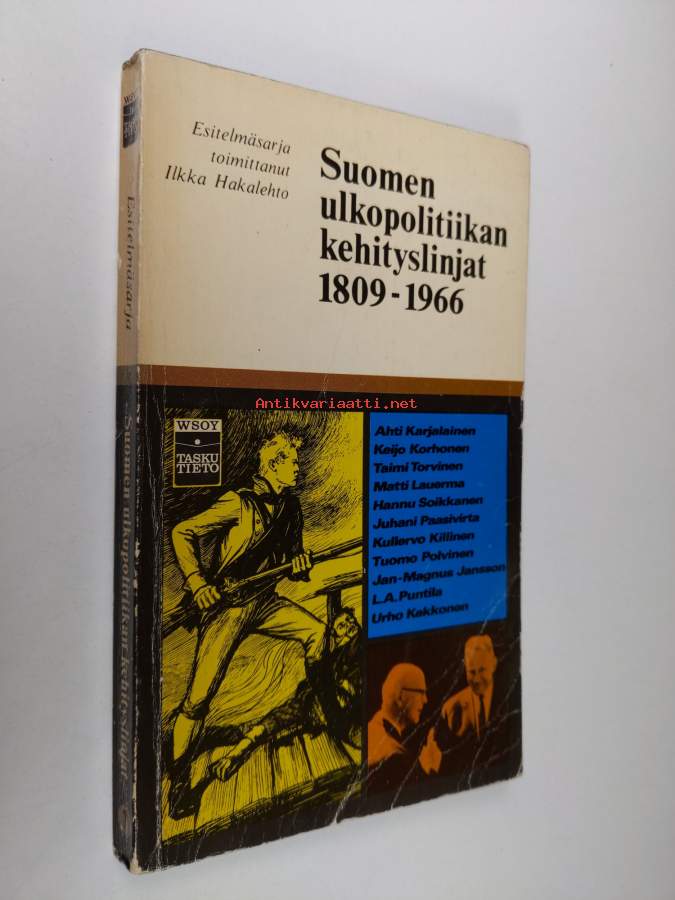 Esitelmäsarja
toimittanut
Ilkka Hakalehto
Suomen
ulkopolitiikan
kehityslinjat
1809-1966
Antikvariaatti.net
WSOY
TASKU
TIETO
Ahti Karjalainen
Keijo Korhonen
Taimi Torvinen
Matti Lauerma
Hannu Soikkanen
Juhani Paasivirta
Kullervo Killinen
Tuomo Polvinen
Jan-Magnus Jansson
L.A. Puntila
Urho Kekkonen
WSOY
Esitelmäsarja
Suomen ulkopolitiikan kehityslinjat